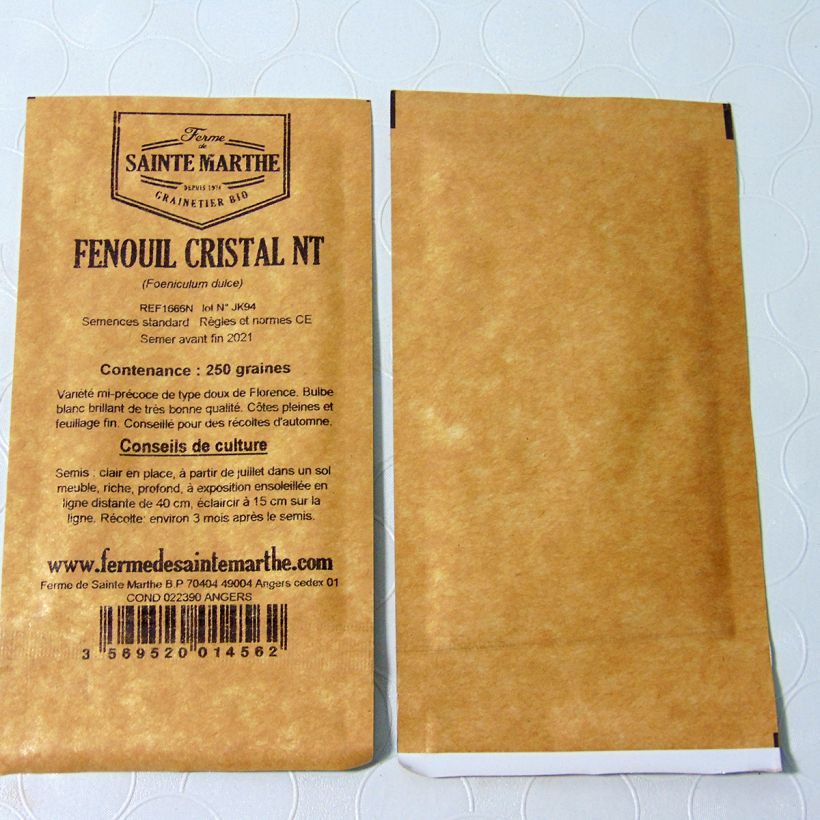 Ferme
de
SAINTE MARTHE
DEPUIS 1974
GRAINETIER BIO
FENOUIL CRISTAL NT
(Foeniculum dulce)
REF1665N lot N° JK94
Semences standard Règles et normes CE
Semer avant fin 2021
Contenance : 250 graines
Variété mi-précoce de type doux de Florence. Bulbe
blanc brillant de très bonne qualité. Côtes pleines et
feuillage fin. Conseillé pour des récoltes d'automne.
Conseils de culture
Semis : clair en place, à partir de juillet dans un sol
meuble, riche, profond, à exposition ensoleillée en
ligne distante de 40 cm, éclaircir à 15 cm sur la
ligne. Récolte: environ 3 mois après le semis.
www.fermedesaintemarthe.com
Ferme de Sainte Marthe B.P 70404 49004 Angers cedex 01
COND 022390 ANGERS
3 569520 014562